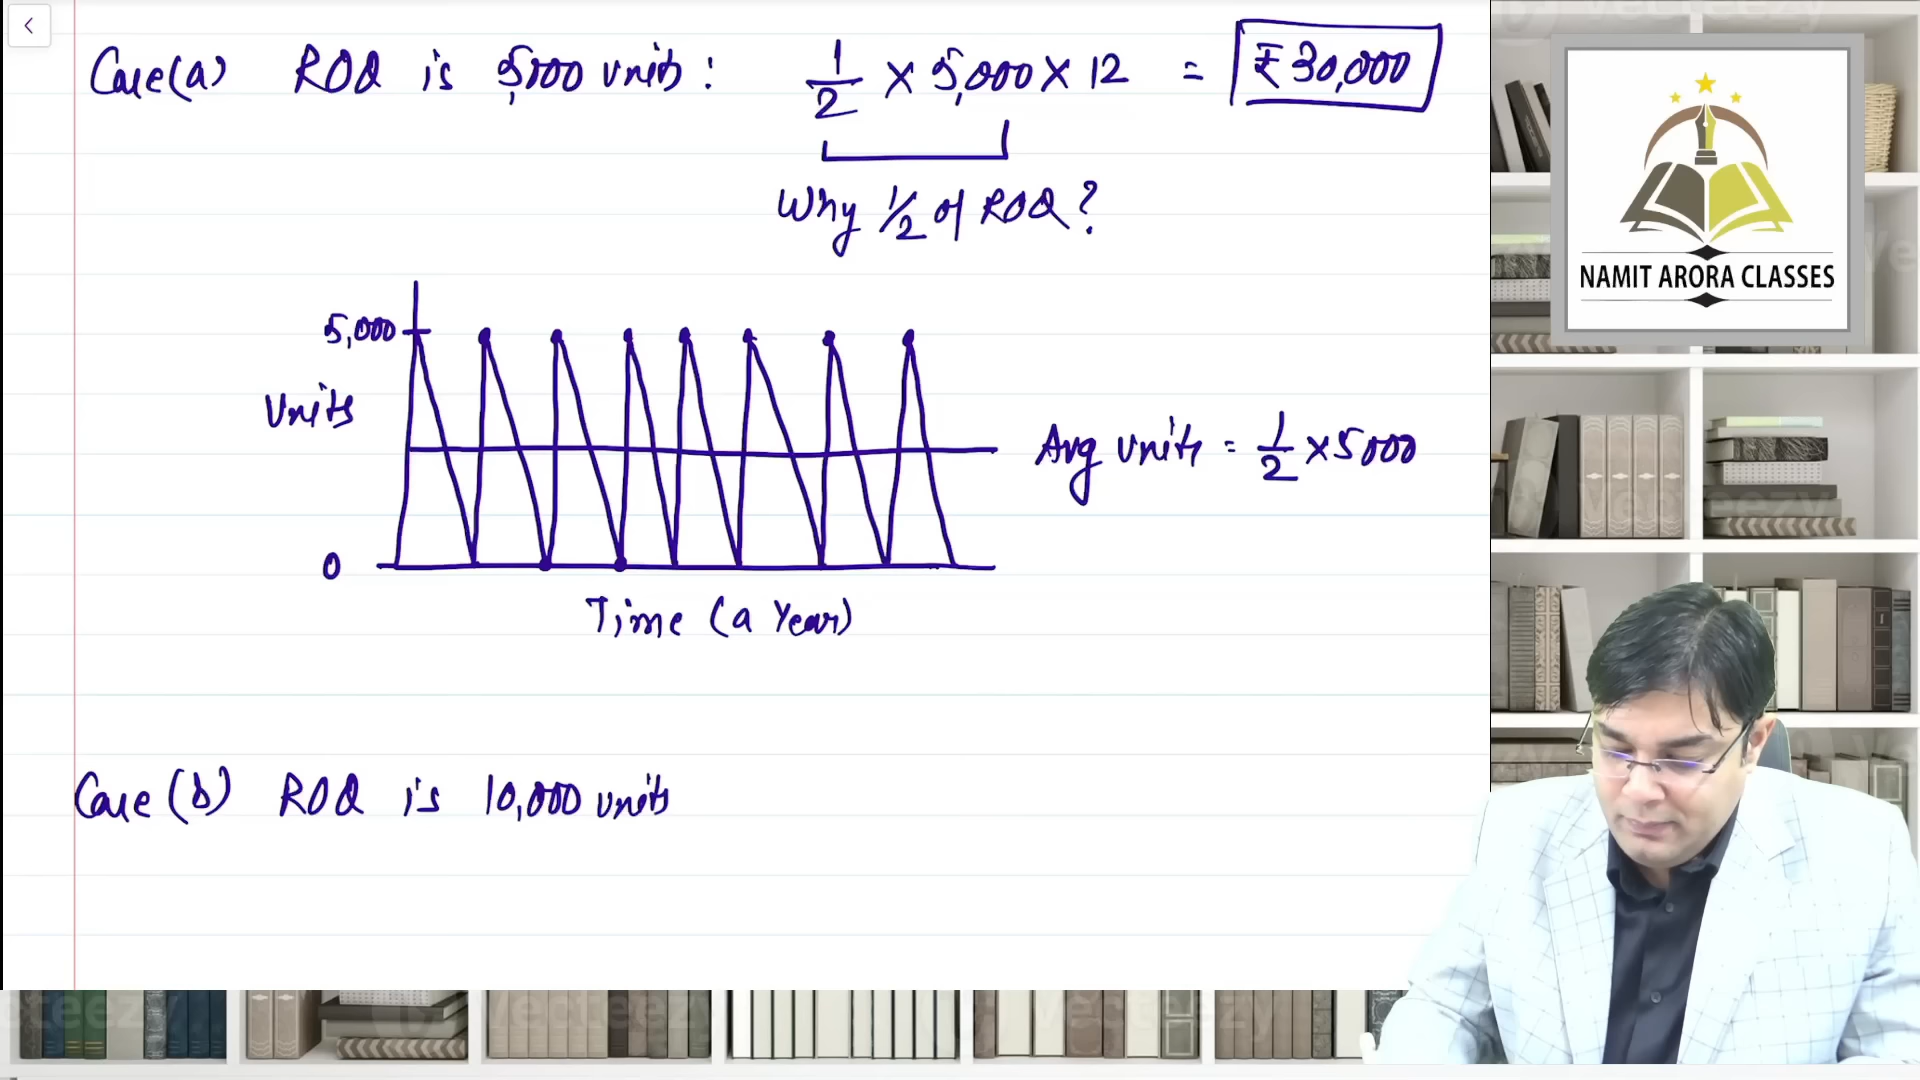 Case(a) ROQ is 5,000 units : 1/2 × 5,000 × 12 = ₹30,000
Why 1/2 of ROQ?
5,000
Units
Avg units = 1/2 × 5000
0
Time (a Year)
Case (b) ROQ is 10,000 units
NAMIT ARORA CLASSES